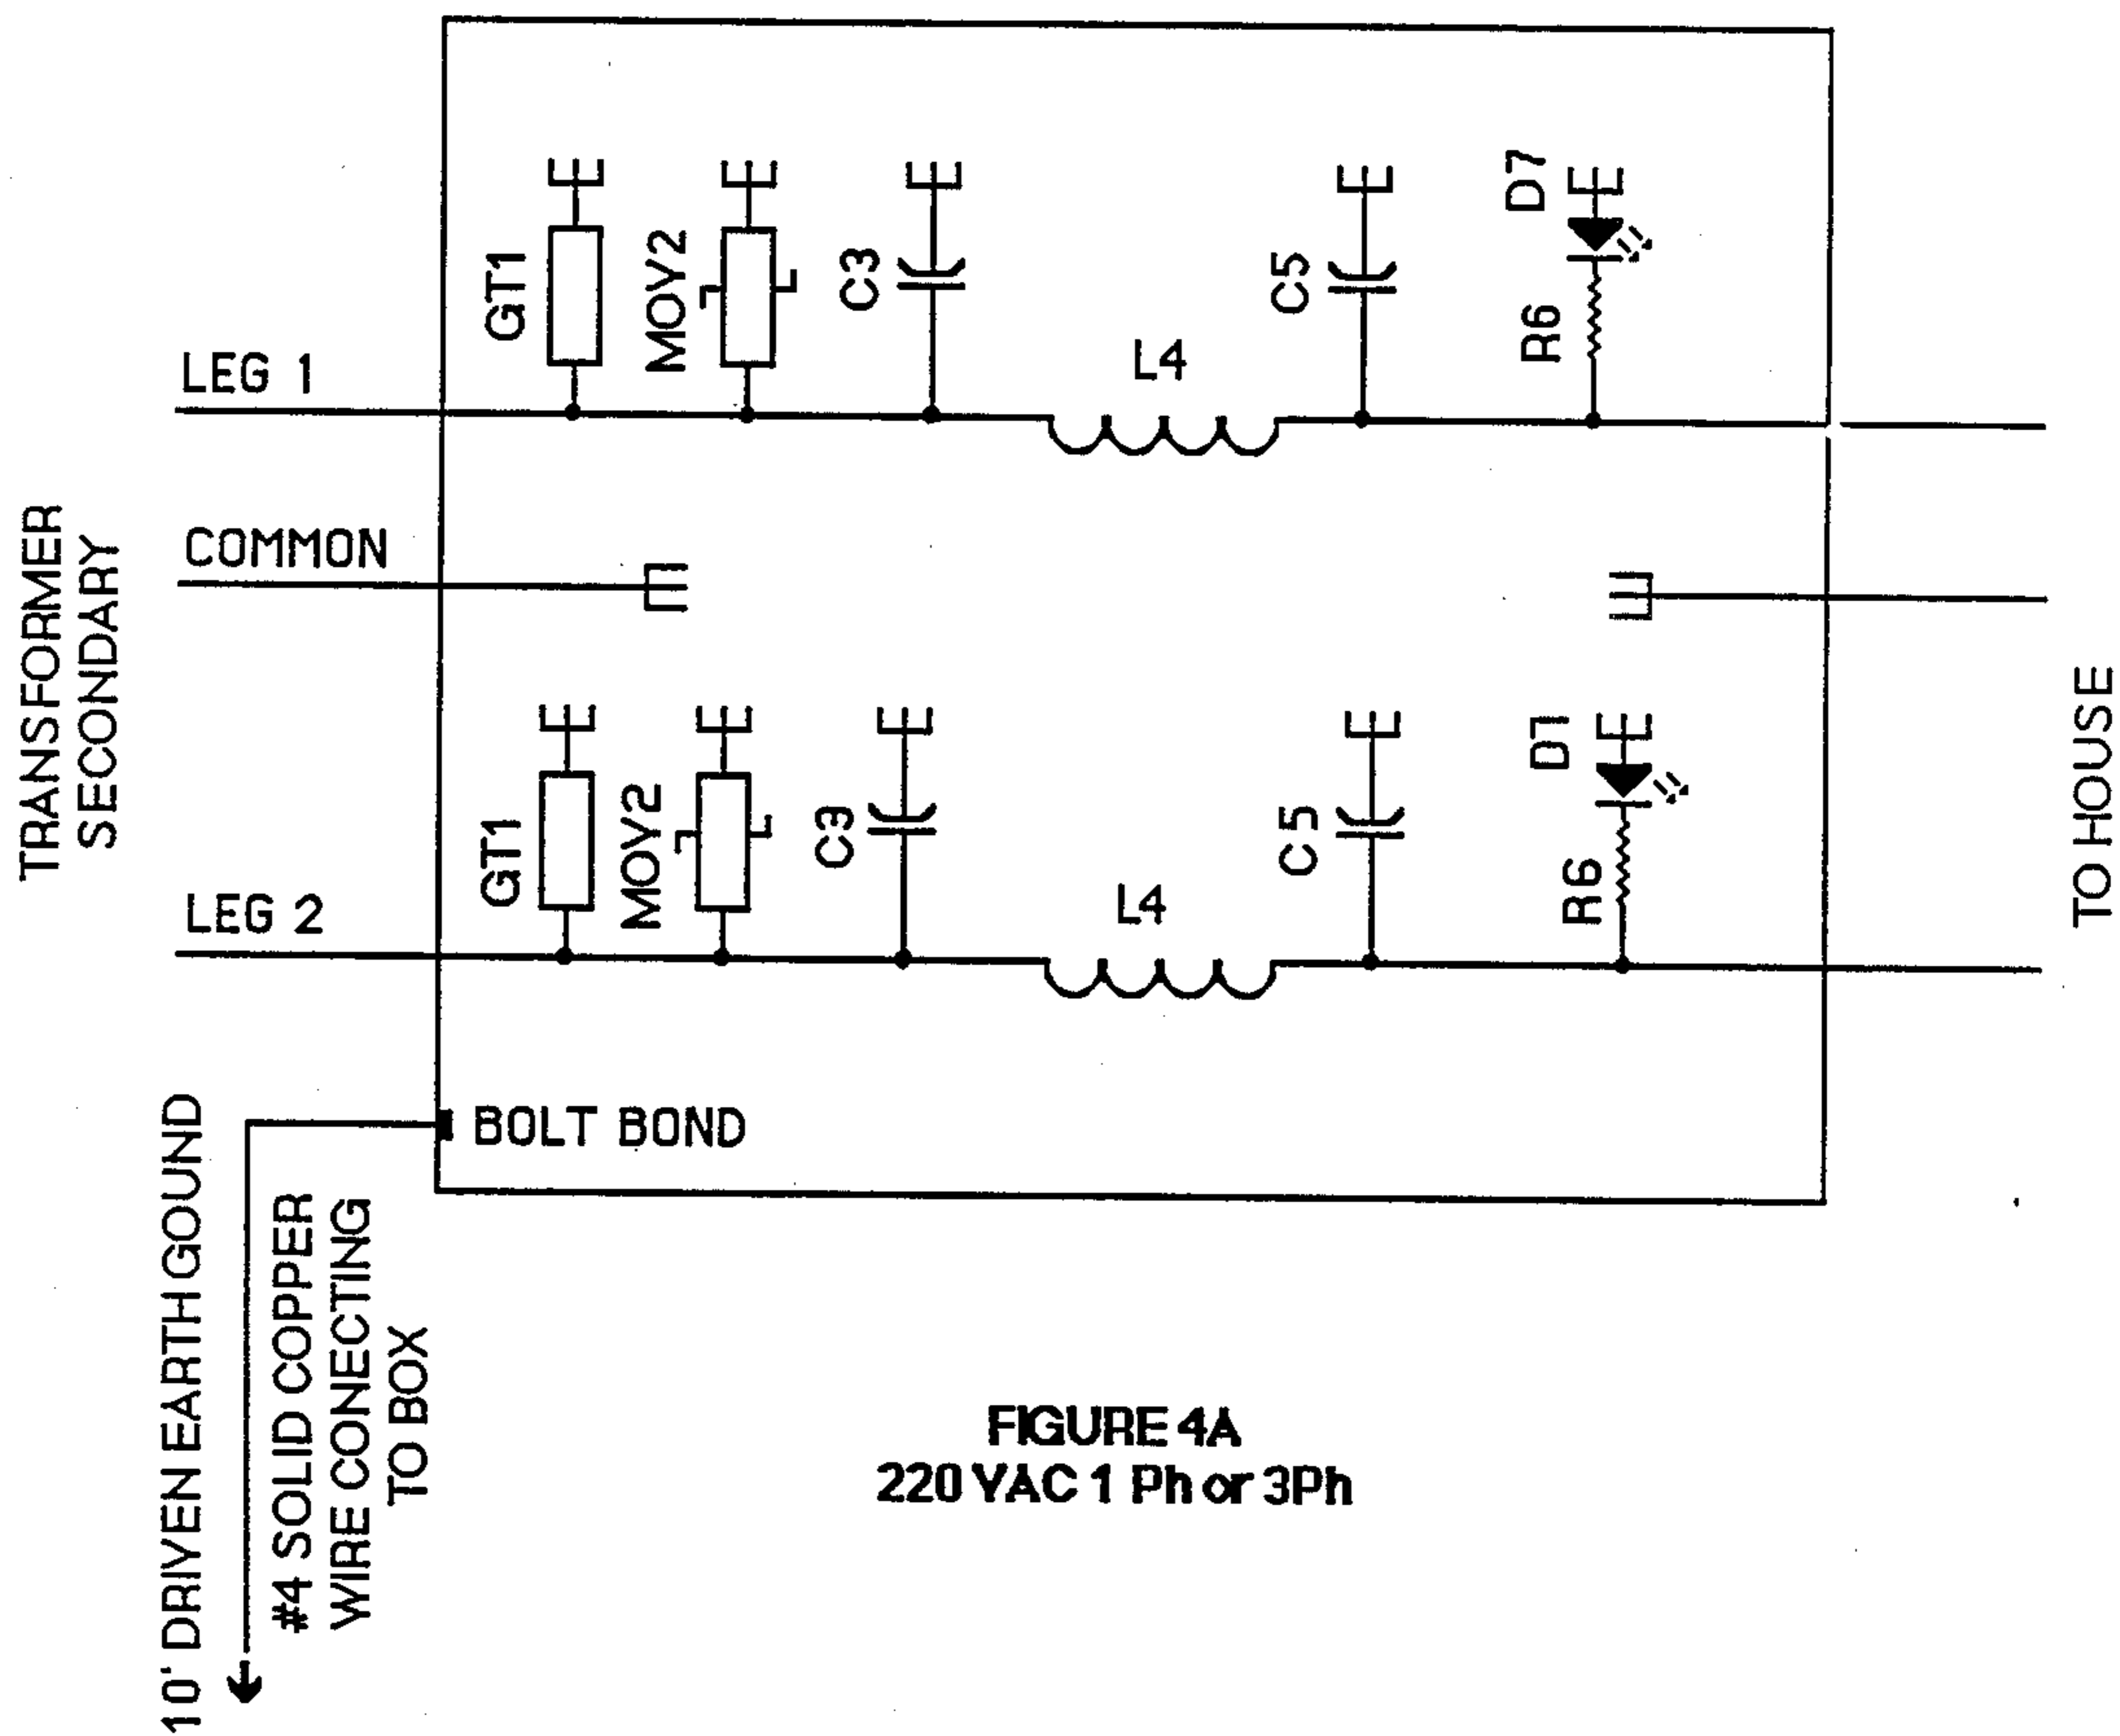 LEG 1
GT1
MOV2
C3
L4
C5
R6
D7
TRANSFORMER
SECONDARY
COMMON
LEG 2
GT1
MOV2
C3
L4
C5
R6
D7
TO HOUSE
BOLT BOND
10' DRIVEN EARTH GOUND
#4 SOLID COPPER
WIRE CONECTING
TO BOX
FIGURE 4A
220 VAC 1 Ph or 3Ph